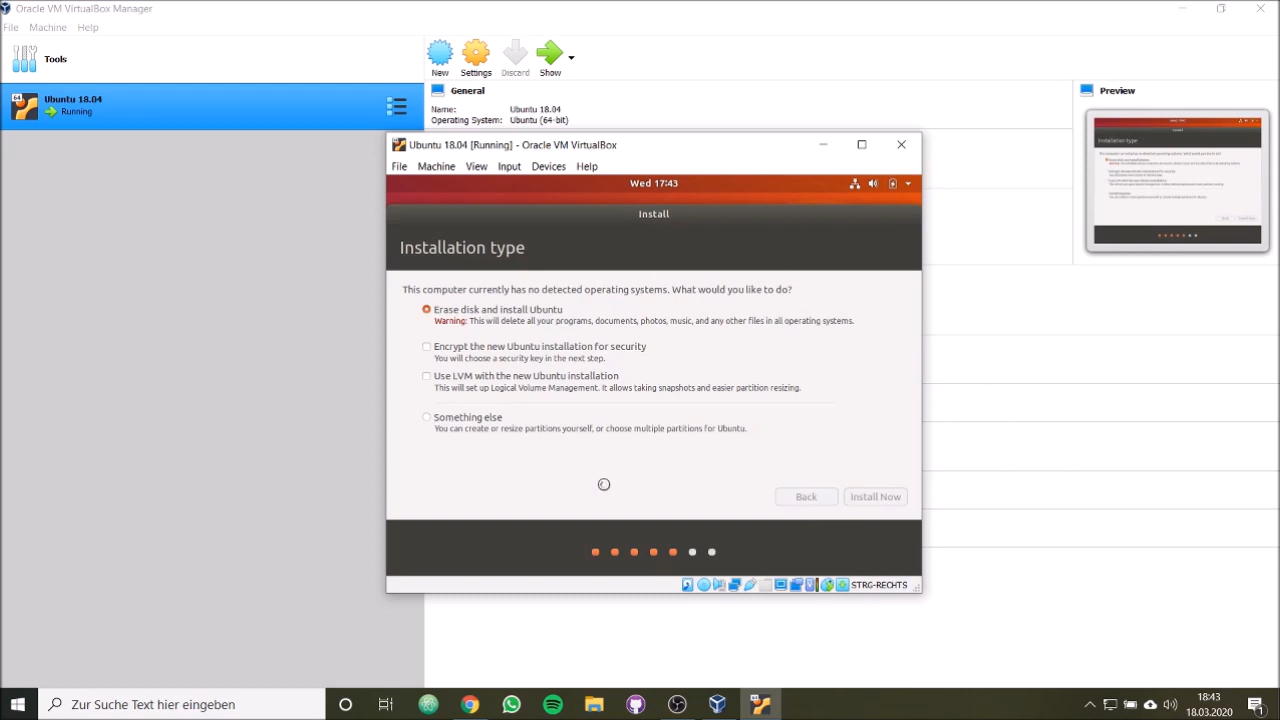 Oracle VM VirtualBox Manager
File Machine Help
Tools
New Settings Discard Show
Ubuntu 18.04
Running
General
Name: Ubuntu 18.04
Operating System: Ubuntu (64-bit)
Preview
Ubuntu 18.04 [Running] - Oracle VM VirtualBox
File Machine View Input Devices Help
Wed 17:43
Install
Installation type
This computer currently has no detected operating systems. What would you like to do?
Erase disk and install Ubuntu
Warning: This will delete all your programs, documents, photos, music, and any other files in all operating systems.
Encrypt the new Ubuntu installation for security
You will choose a security key in the next step.
Use LVM with the new Ubuntu installation
This will set up Logical Volume Management. It allows taking snapshots and easier partition resizing.
Something else
You can create or resize partitions yourself, or choose multiple partitions for Ubuntu.
Back Install Now
STRG-RECHTS
Zur Suche Text hier eingeben
18:43
18.03.2020